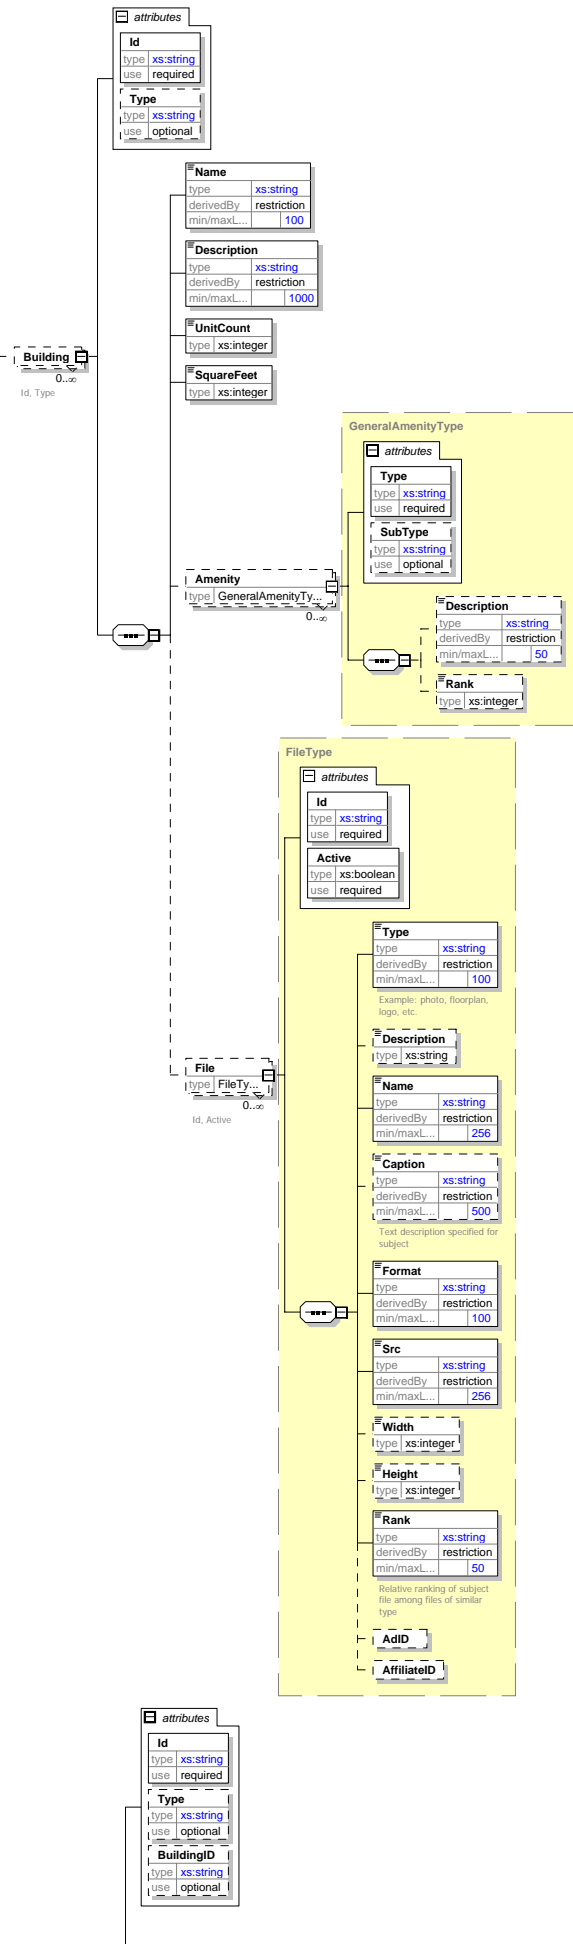 attributes
Id
type xs:string
use required
Type
type xs:string
use optional
Name
type xs:string
derivedBy restriction
min/maxL... 100
Description
type xs:string
derivedBy restriction
min/maxL... 1000
UnitCount
type xs:integer
Building
0..∞
Id, Type
SquareFeet
type xs:integer
GeneralAmenityType
attributes
Type
type xs:string
use required
SubType
type xs:string
use optional
Amenity
type GeneralAmenityTy...
0..∞
Description
type xs:string
derivedBy restriction
min/maxL... 50
Rank
type xs:integer
FileType
attributes
Id
type xs:string
use required
Active
type xs:boolean
use required
Type
type xs:string
derivedBy restriction
min/maxL... 100
Example: photo, floorplan,
logo, etc.
Description
type xs:string
File
type FileTy...
0..∞
Id, Active
Name
type xs:string
derivedBy restriction
min/maxL... 256
Caption
type xs:string
derivedBy restriction
min/maxL... 500
Text description specified for
subject
Format
type xs:string
derivedBy restriction
min/maxL... 100
Src
type xs:string
derivedBy restriction
min/maxL... 256
Width
type xs:integer
Height
type xs:integer
Rank
type xs:string
derivedBy restriction
min/maxL... 50
Relative ranking of subject
file among files of similar
type
AdID
AffiliateID
attributes
Id
type xs:string
use required
Type
type xs:string
use optional
BuildingID
type xs:string
use optional